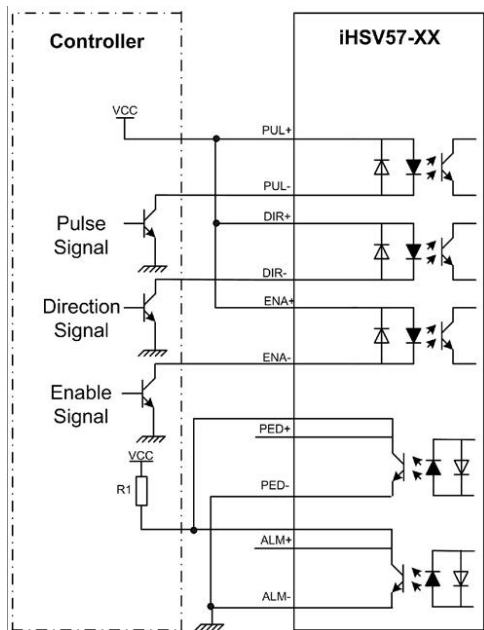 Controller
iHSV57-XX
VCC
PUL+
PUL-
Pulse
Signal
DIR+
DIR-
Direction
Signal
ENA+
ENA-
Enable
Signal
PED+
VCC
R1
PED-
ALM+
ALM-